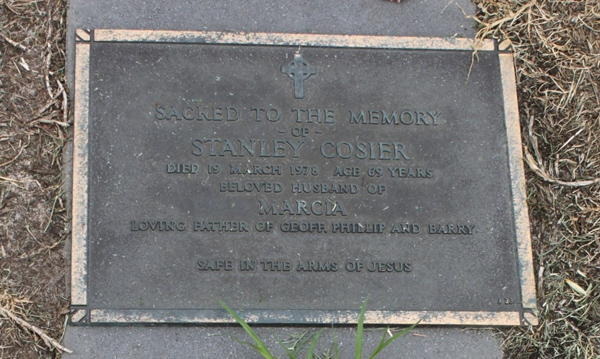 SACRED TO THE MEMORY
- OF -
STANLEY COSIER
DIED 19 MARCH 1978 AGE 69 YEARS
BELOVED HUSBAND OF
MARCIA
LOVING FATHER OF GEOFF, PHILLIP AND BARRY.
SAFE IN THE ARMS OF JESUS